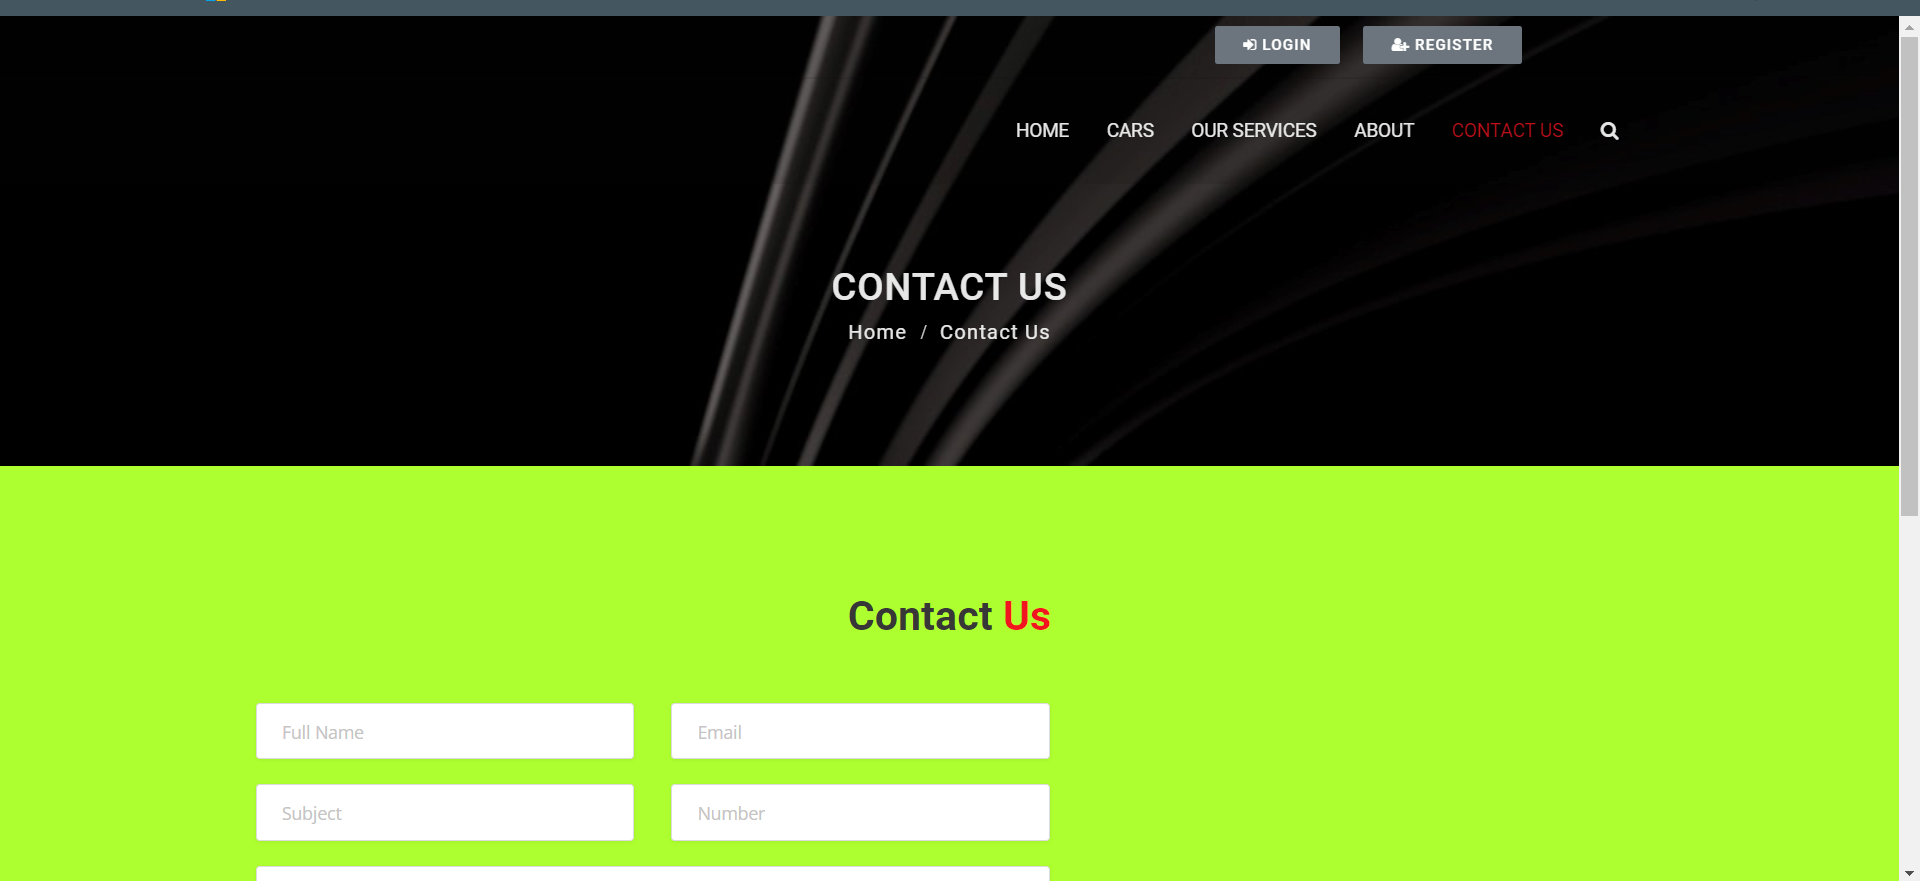 LOGIN REGISTER
HOME CARS OUR SERVICES ABOUT CONTACT US
CONTACT US
Home / Contact Us
Contact Us
Full Name Email
Subject Number